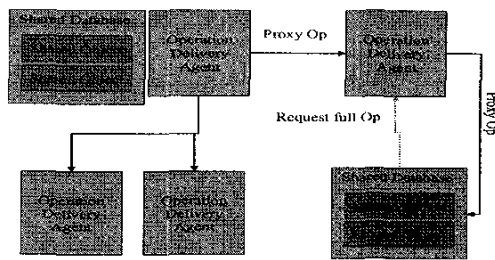 Shared Database
Operation
Delivery
Agent
Proxy Op
Operation
Delivery
Agent
Request full Op
Proxy Op
Operation
Delivery
Agent
Operation
Delivery
Agent
Shared Database